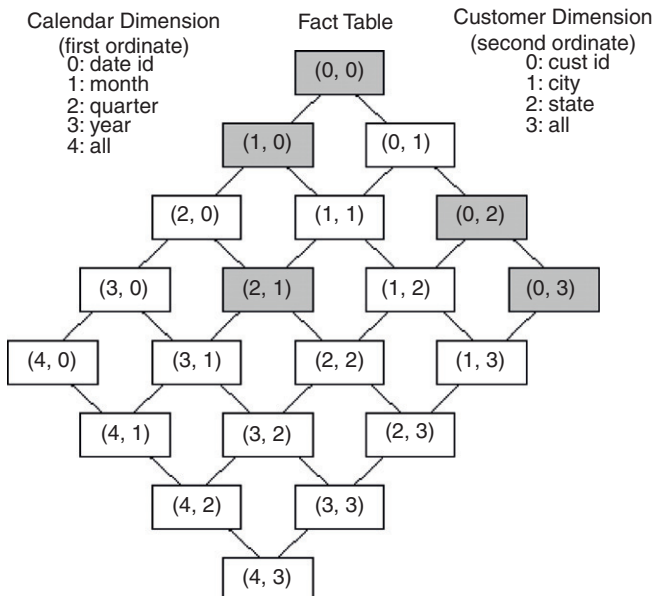 Calendar Dimension
(first ordinate)
0: date id
1: month
2: quarter
3: year
4: all
Fact Table
Customer Dimension
(second ordinate)
0: cust id
1: city
2: state
3: all
(0, 0)
(1, 0)
(0, 1)
(2, 0)
(1, 1)
(0, 2)
(3, 0)
(2, 1)
(1, 2)
(0, 3)
(4, 0)
(3, 1)
(2, 2)
(1, 3)
(4, 1)
(3, 2)
(2, 3)
(4, 2)
(3, 3)
(4, 3)